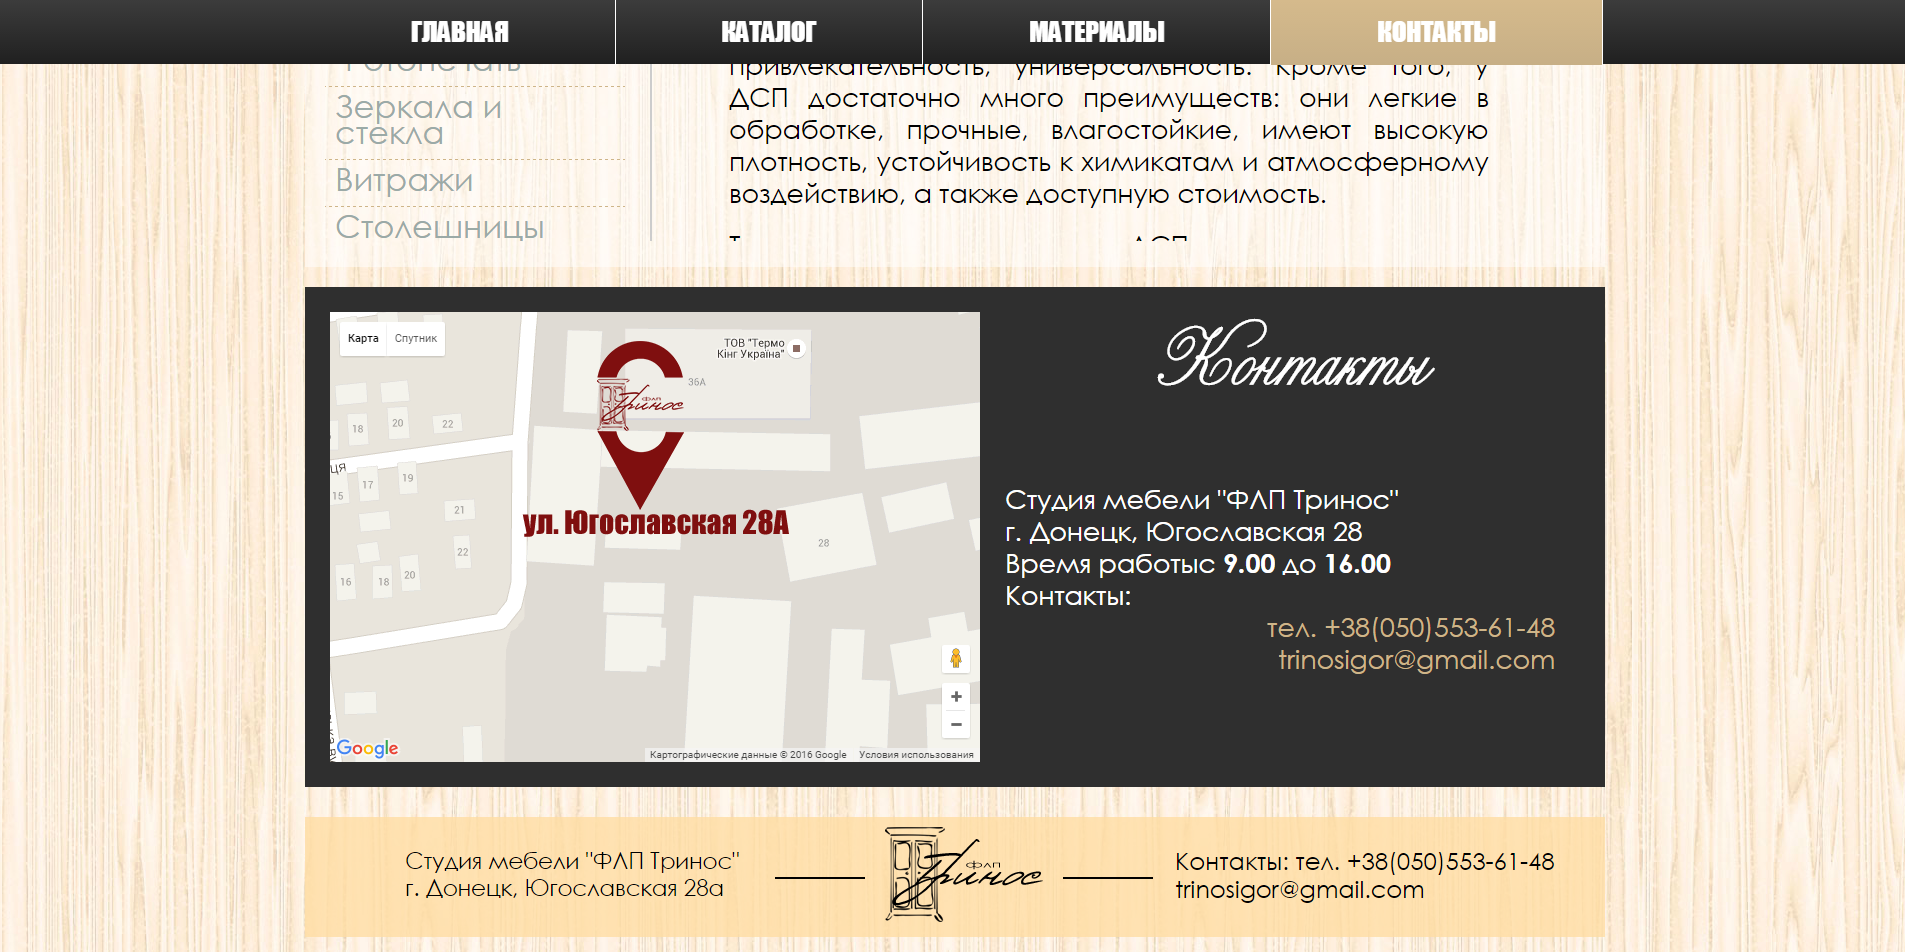 ГЛАВНАЯ
КАТАЛОГ
МАТЕРИАЛЫ
КОНТАКТЫ
Фотопечать
Зеркала и
стекла
Витражи
Столешницы
привлекательность, универсальность. Кроме того, у
ДСП достаточно много преимуществ: они легкие в
обработке, прочные, влагостойкие, имеют высокую
плотность, устойчивость к химикатам и атмосферному
воздействию, а также доступную стоимость.
ДСП
Карта
Спутник
ТОВ "Термо
Кінг Україна"
36А
ФЛП
Тринос
18
20
22
ця
15
17
19
21
22
16
18
20
28
ул. Югославская 28А
Google
Картографические данные © 2016 Google
Условия использования
Контакты
Студия мебели "ФЛП Тринос"
г. Донецк, Югославская 28
Время работыс 9.00 до 16.00
Контакты:
тел. +38(050)553-61-48
trinosigor@gmail.com
Студия мебели "ФЛП Тринос"
г. Донецк, Югославская 28а
ФЛП
Тринос
Контакты: тел. +38(050)553-61-48
trinosigor@gmail.com